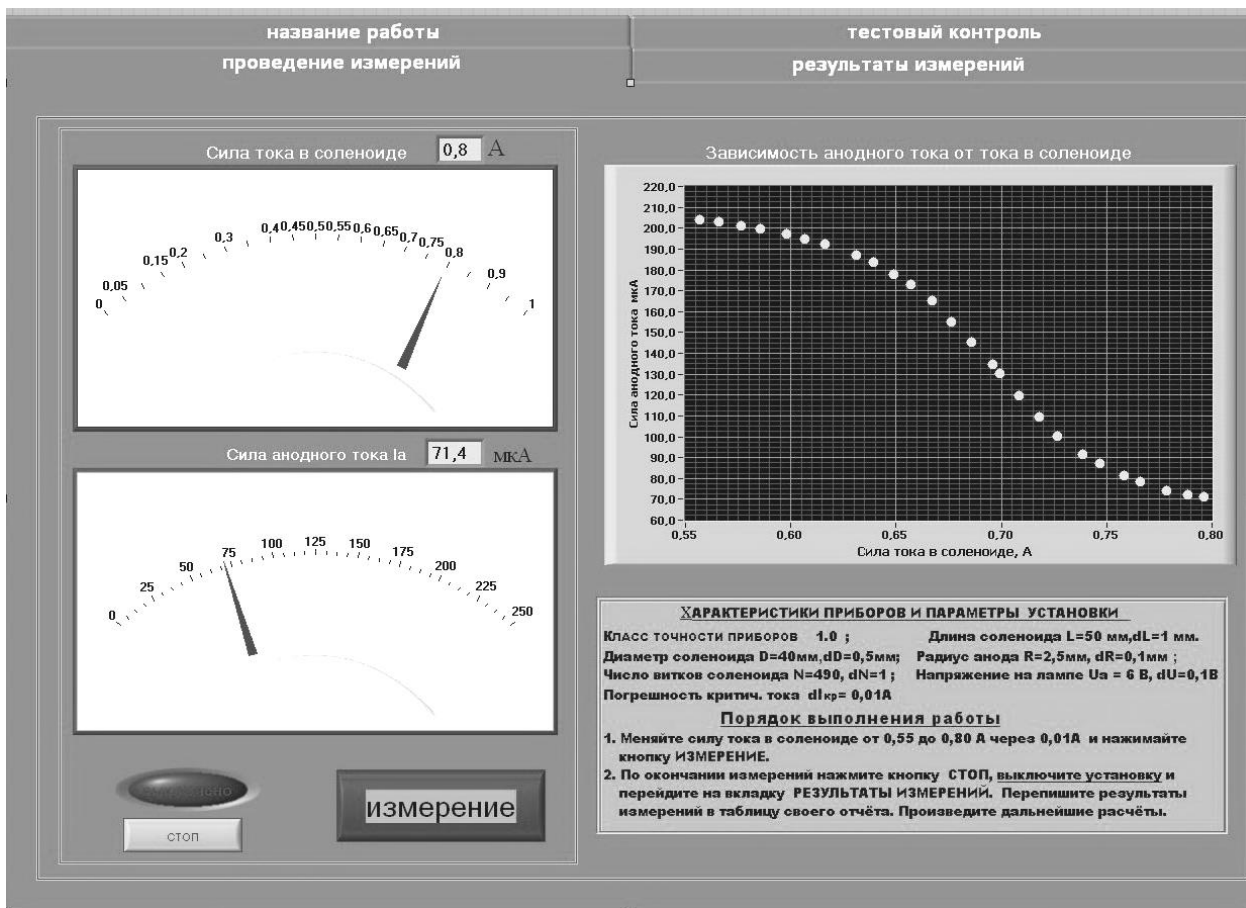 название работы
тестовый контроль
проведение измерений
результаты измерений
Сила тока в соленоиде 0,8 А
0 0,05 0,15 0,2 0,3 0,4 0,45 0,5 0,55 0,6 0,65 0,7 0,75 0,8 0,9 1
Сила анодного тока Ia 71,4 мкА
0 25 50 75 100 125 150 175 200 225 250
стоп
измерение
Зависимость анодного тока от тока в соленоиде
Сила анодного тока мкА
220,0
210,0
200,0
190,0
180,0
170,0
160,0
150,0
140,0
130,0
120,0
110,0
100,0
90,0
80,0
70,0
60,0
0,55 0,60 0,65 0,70 0,75 0,80
Сила тока в соленоиде, А
ХАРАКТЕРИСТИКИ ПРИБОРОВ И ПАРАМЕТРЫ УСТАНОВКИ
КЛАСС ТОЧНОСТИ ПРИБОРОВ 1.0 ; Длина соленоида L=50 мм,dL=1 мм.
Диаметр соленоида D=40мм,dD=0,5мм; Радиус анода R=2,5мм, dR=0,1мм ;
Число витков соленоида N=490, dN=1 ; Напряжение на лампе Ua = 6 В, dU=0,1В
Погрешность критич. тока dIкр= 0,01А
Порядок выполнения работы
1. Меняйте силу тока в соленоиде от 0,55 до 0,80 А через 0,01А и нажимайте
кнопку ИЗМЕРЕНИЕ.
2. По окончании измерений нажмите кнопку СТОП, выключите установку и
перейдите на вкладку РЕЗУЛЬТАТЫ ИЗМЕРЕНИЙ. Перепишите результаты
измерений в таблицу своего отчёта. Произведите дальнейшие расчёты.